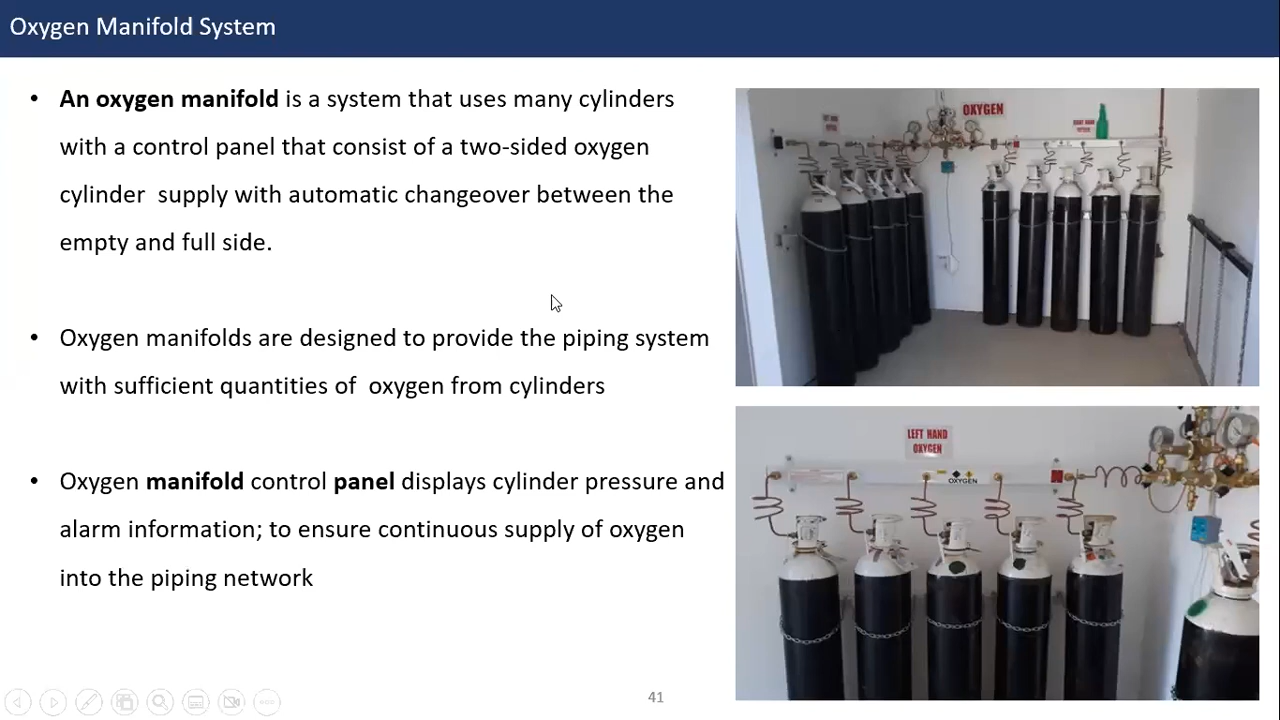 Oxygen Manifold System
• An oxygen manifold is a system that uses many cylinders
with a control panel that consist of a two-sided oxygen
cylinder  supply with automatic changeover between the
empty and full side.
• Oxygen manifolds are designed to provide the piping system
with sufficient quantities of  oxygen from cylinders
• Oxygen manifold control panel displays cylinder pressure and
alarm information; to ensure continuous supply of oxygen
into the piping network
OXYGEN
LEFT HAND
OXYGEN
OXYGEN
41